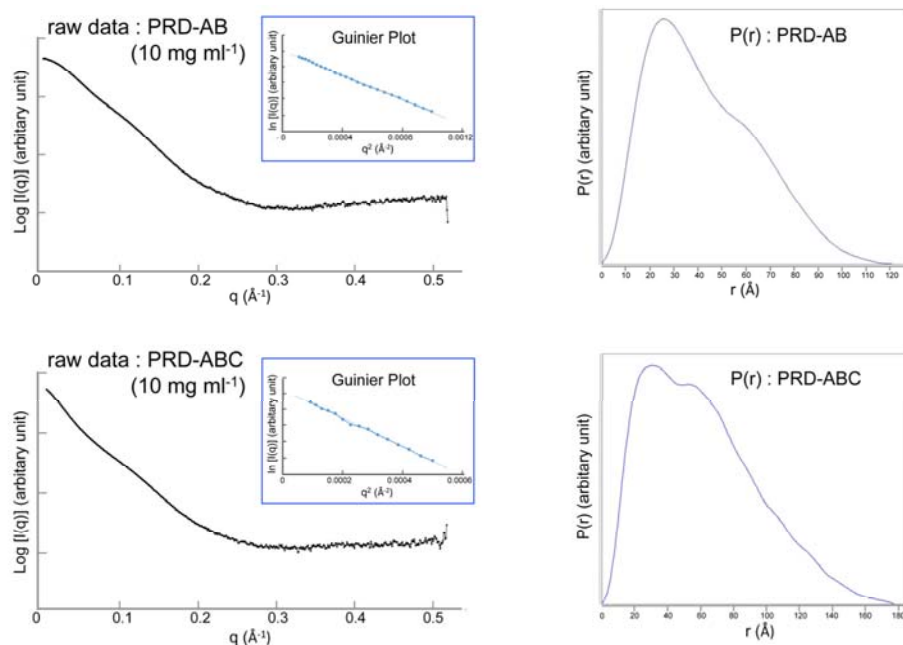 raw data : PRD-AB
(10 mg ml-1)
Log [I(q)] (arbitary unit)
0 0.1 0.2 0.3 0.4 0.5
q (Å-1)
Guinier Plot
ln [I(q)] (arbitary unit)
0 0.0004 0.0008 0.0012
q2 (Å-2)
P(r) : PRD-AB
P(r) (arbitary unit)
0 10 20 30 40 50 60 70 80 90 100 110 120
r (Å)
raw data : PRD-ABC
(10 mg ml-1)
Log [I(q)] (arbitary unit)
0 0.1 0.2 0.3 0.4 0.5
q (Å-1)
Guinier Plot
ln [I(q)] (arbitary unit)
0 0.0002 0.0004 0.0006
q2 (Å-2)
P(r) : PRD-ABC
P(r) (arbitary unit)
0 20 40 60 80 100 120 140 160 180
r (Å)